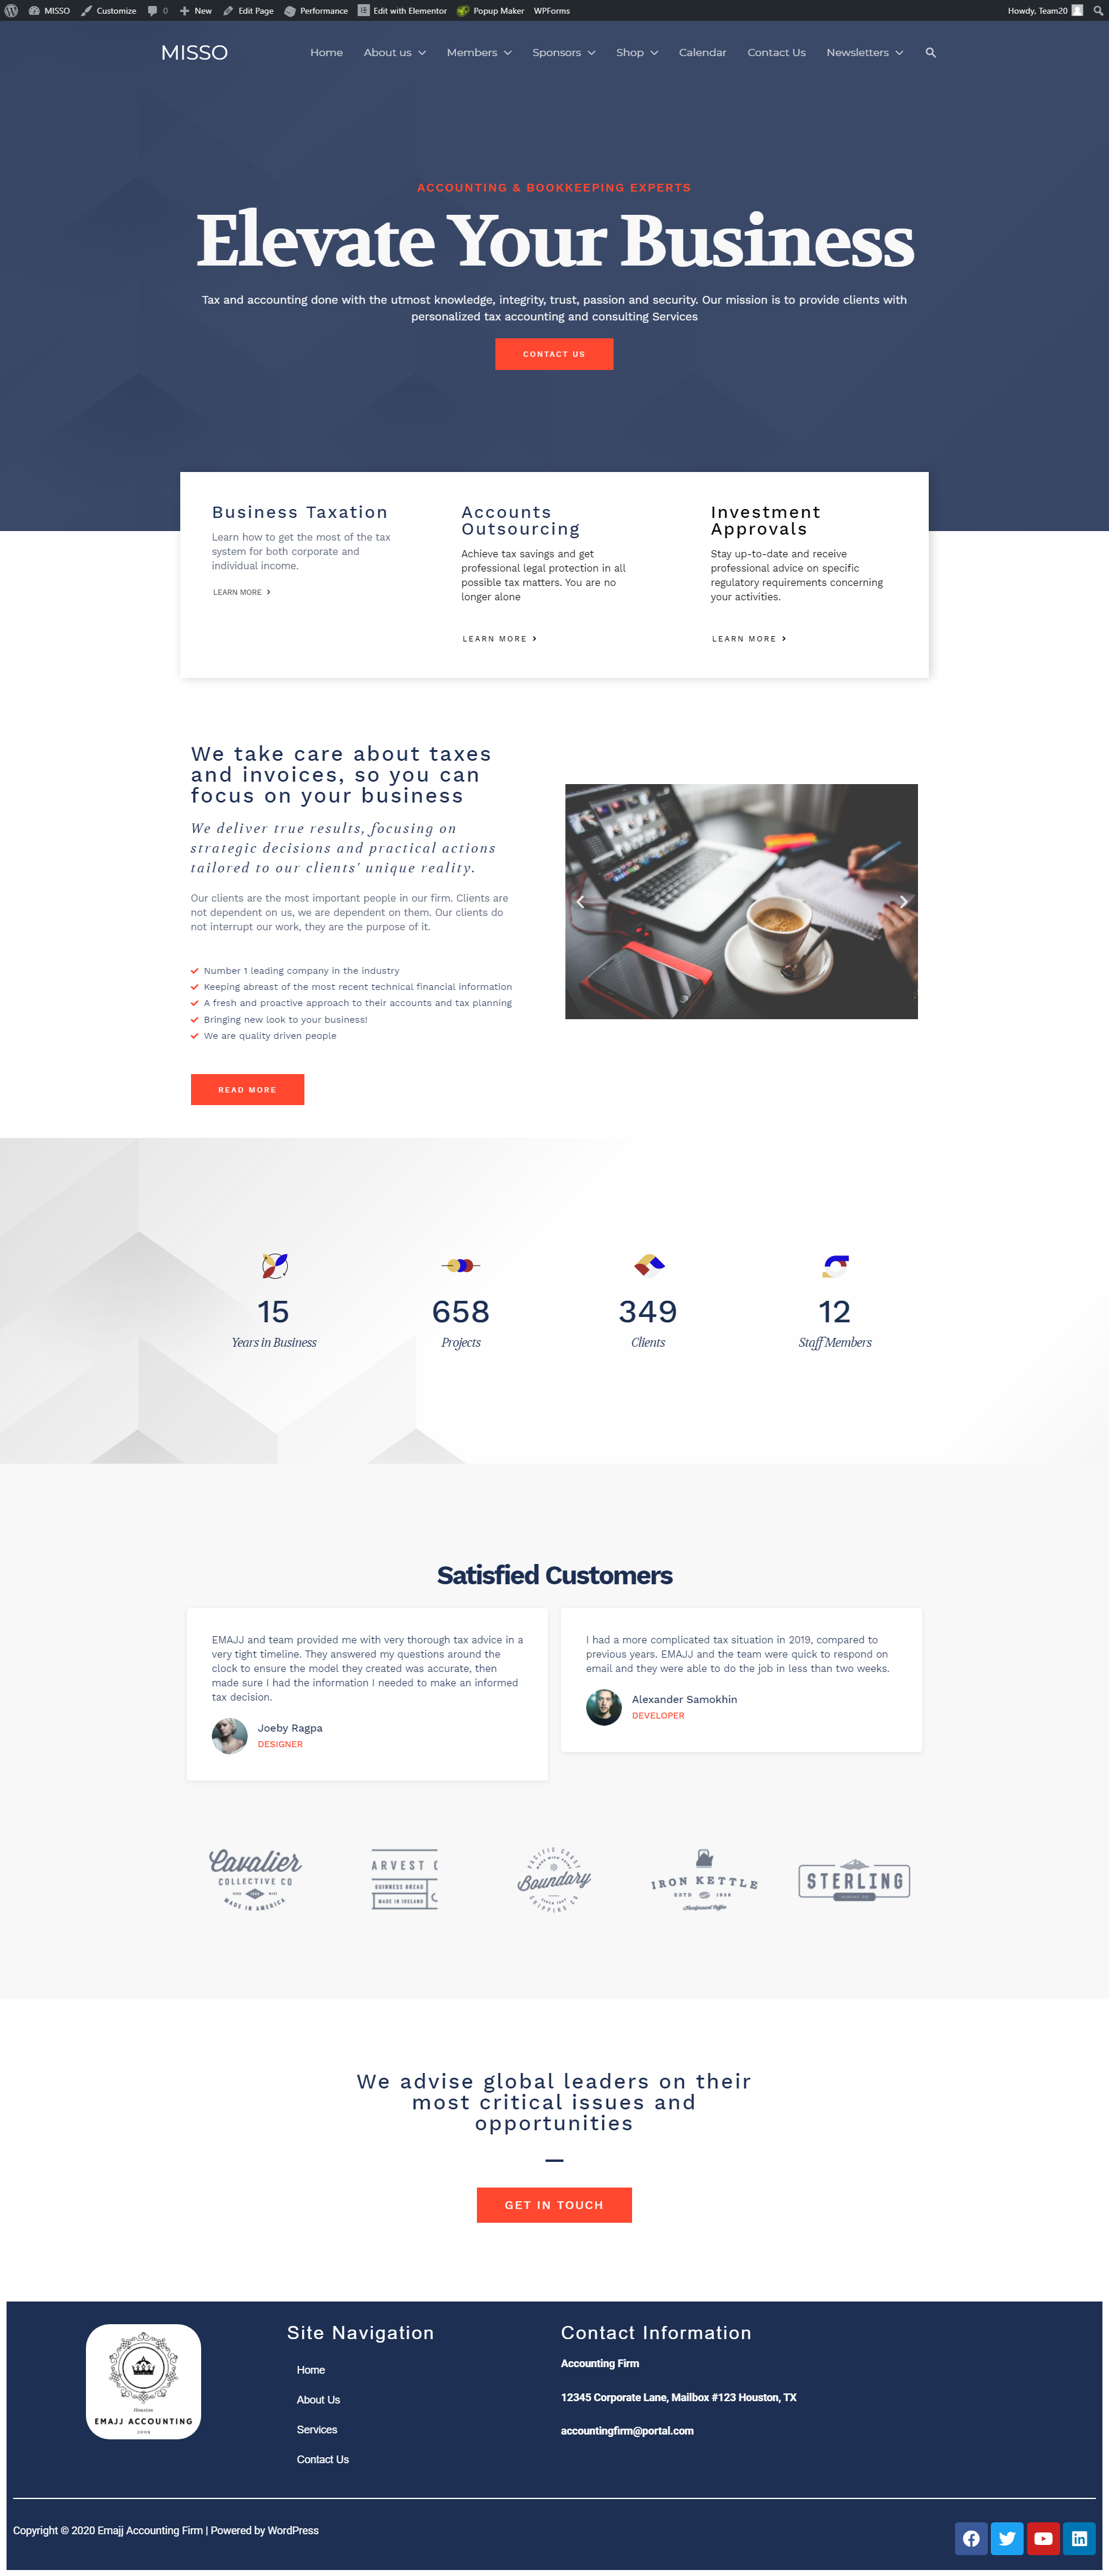 MISSO
Customize
0
New
Edit Page
Performance
Edit with Elementor
Popup Maker
WPForms
Howdy, Team20
MISSO
Home
About us
Members
Sponsors
Shop
Calendar
Contact Us
Newsletters
ACCOUNTING & BOOKKEEPING EXPERTS
Elevate Your Business
Tax and accounting done with the utmost knowledge, integrity, trust, passion and security. Our mission is to provide clients with
personalized tax accounting and consulting Services
CONTACT US
Business Taxation
Learn how to get the most of the tax
system for both corporate and
individual income.
LEARN MORE
Accounts
Outsourcing
Achieve tax savings and get
professional legal protection in all
possible tax matters. You are no
longer alone
LEARN MORE
Investment
Approvals
Stay up-to-date and receive
professional advice on specific
regulatory requirements concerning
your activities.
LEARN MORE
We take care about taxes
and invoices, so you can
focus on your business
We deliver true results, focusing on
strategic decisions and practical actions
tailored to our clients' unique reality.
Our clients are the most important people in our firm. Clients are
not dependent on us, we are dependent on them. Our clients do
not interrupt our work, they are the purpose of it.
Number 1 leading company in the industry
Keeping abreast of the most recent technical financial information
A fresh and proactive approach to their accounts and tax planning
Bringing new look to your business!
We are quality driven people
READ MORE
15
Years in Business
658
Projects
349
Clients
12
Staff Members
Satisfied Customers
EMAJJ and team provided me with very thorough tax advice in a
very tight timeline. They answered my questions around the
clock to ensure the model they created was accurate, then
made sure I had the information I needed to make an informed
tax decision.
Joeby Ragpa
DESIGNER
I had a more complicated tax situation in 2019, compared to
previous years. EMAJJ and the team were quick to respond on
email and they were able to do the job in less than two weeks.
Alexander Samokhin
DEVELOPER
Cavalier
COLLECTIVE CO
MADE IN AMERICA
ARVEST
GUINNESS BREAD
MADE IN IRELAND
PACIFIC COAST
Boundary
SHIPPING CO
IRON KETTLE
ESTD 1998
Headquaest Coffee
STERLING
We advise global leaders on their
most critical issues and
opportunities
GET IN TOUCH
Houston
EMAJJ ACCOUNTING
2009
Site Navigation
Home
About Us
Services
Contact Us
Contact Information
Accounting Firm
12345 Corporate Lane, Mailbox #123 Houston, TX
accountingfirm@portal.com
Copyright © 2020 Emajj Accounting Firm | Powered by WordPress